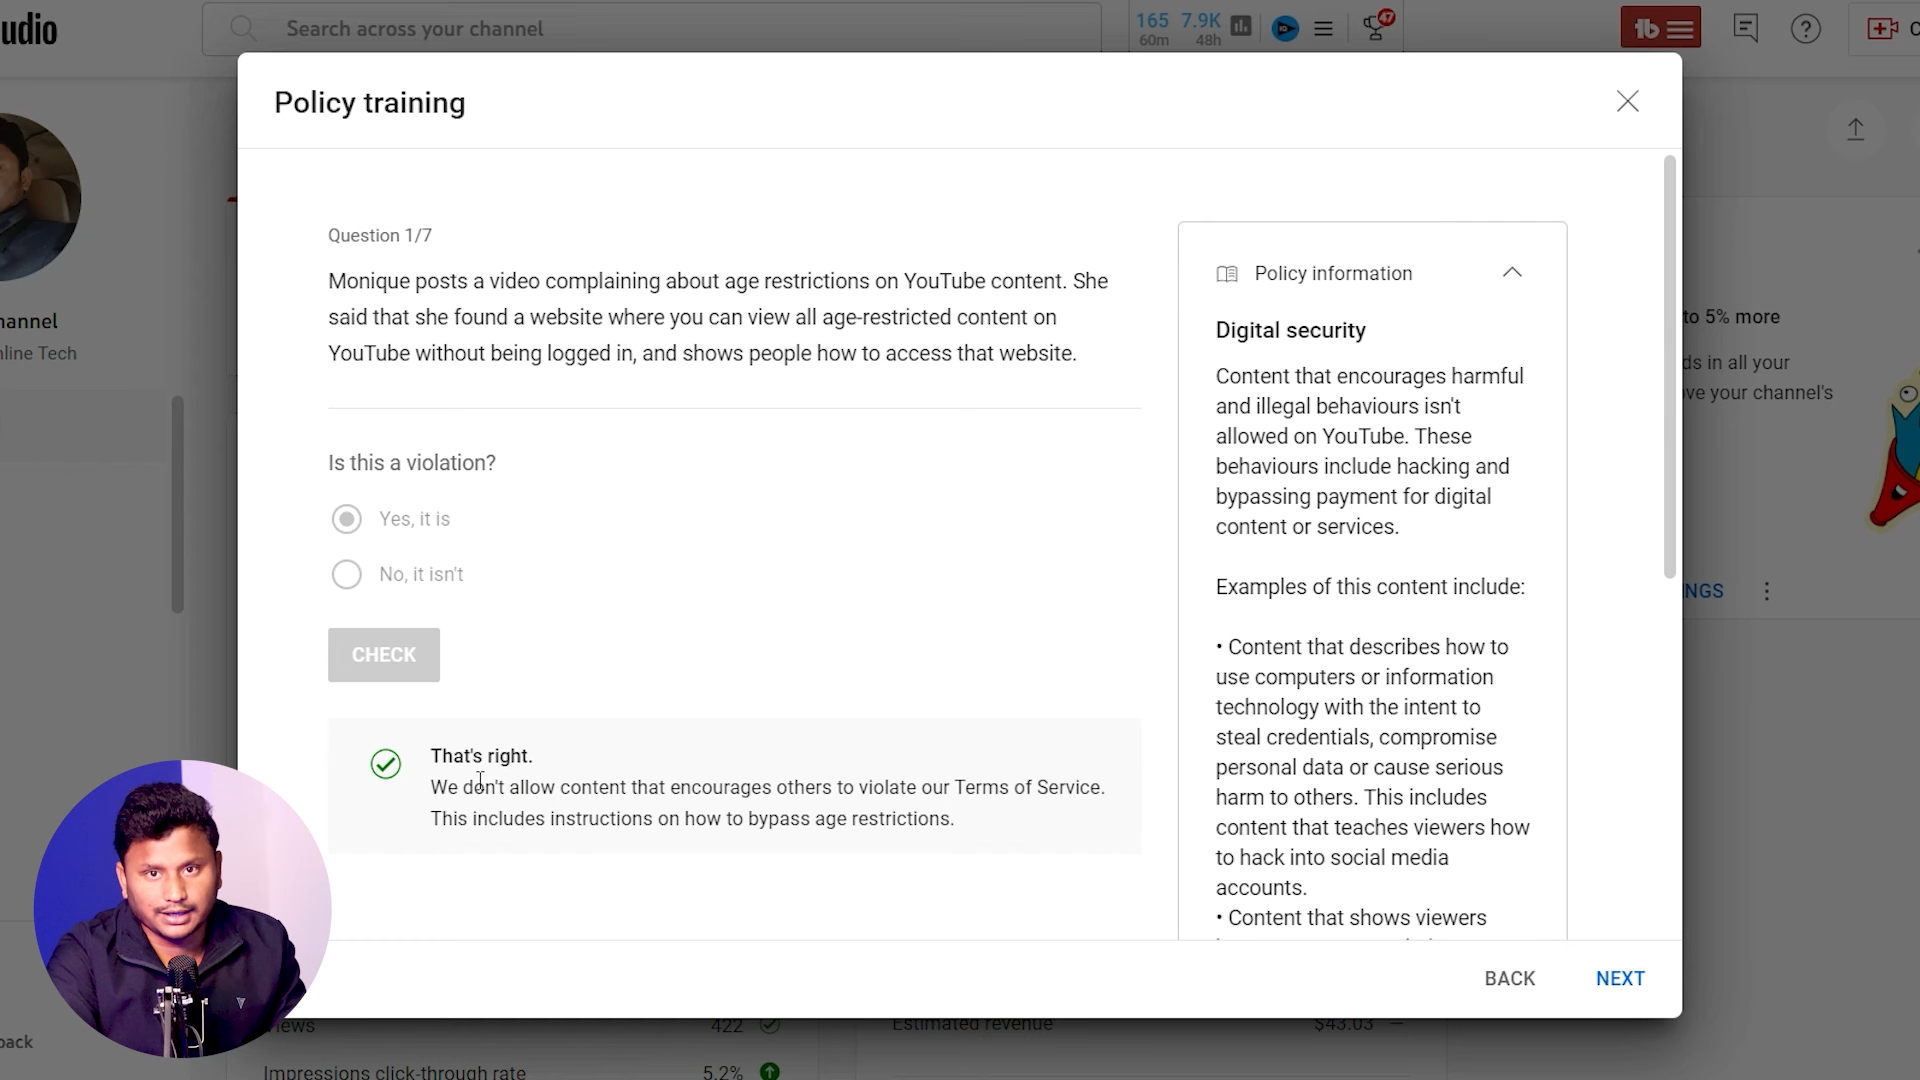 udio
Search across your channel
165 7.9K
60m 48h
47
Policy training
Question 1/7
Monique posts a video complaining about age restrictions on YouTube content. She
said that she found a website where you can view all age-restricted content on
YouTube without being logged in, and shows people how to access that website.
Is this a violation?
Yes, it is
No, it isn't
CHECK
That's right.
We don't allow content that encourages others to violate our Terms of Service.
This includes instructions on how to bypass age restrictions.
Policy information
Digital security
Content that encourages harmful
and illegal behaviours isn't
allowed on YouTube. These
behaviours include hacking and
bypassing payment for digital
content or services.
Examples of this content include:
• Content that describes how to
use computers or information
technology with the intent to
steal credentials, compromise
personal data or cause serious
harm to others. This includes
content that teaches viewers how
to hack into social media
accounts.
• Content that shows viewers
BACK
NEXT
hannel
nline Tech
to 5% more
ds in all your
ve your channel's
NGS
back
Views 422
Estimated revenue $43.03 —
Impressions click-through rate 5.2%